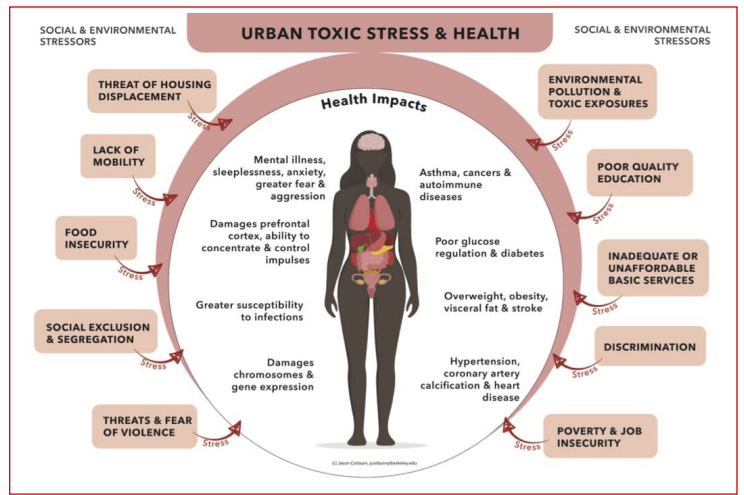 SOCIAL & ENVIRONMENTAL
STRESSORS
URBAN TOXIC STRESS & HEALTH
SOCIAL & ENVIRONMENTAL
STRESSORS
Health Impacts
THREAT OF HOUSING
DISPLACEMENT
Stress
LACK OF
MOBILITY
Stress
FOOD
INSECURITY
Stress
SOCIAL EXCLUSION
& SEGREGATION
Stress
THREATS & FEAR
OF VIOLENCE
Stress
Mental illness,
sleeplessness, anxiety,
greater fear &
aggression
Damages prefrontal
cortex, ability to
concentrate & control
impulses
Greater susceptibility
to infections
Damages
chromosomes &
gene expression
Asthma, cancers &
autoimmune
diseases
Poor glucose
regulation & diabetes
Overweight, obesity,
visceral fat & stroke
Hypertension,
coronary artery
calcification & heart
disease
ENVIRONMENTAL
POLLUTION &
TOXIC EXPOSURES
Stress
POOR QUALITY
EDUCATION
Stress
INADEQUATE OR
UNAFFORDABLE
BASIC SERVICES
Stress
DISCRIMINATION
Stress
POVERTY & JOB
INSECURITY
Stress
(c) Jason Corburn, jcorburn@berkeley.edu